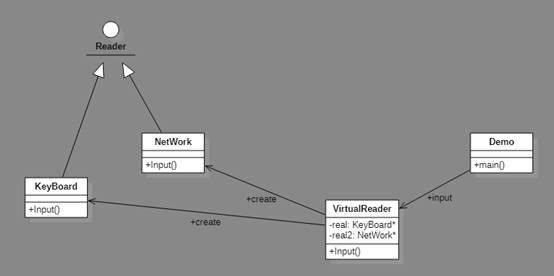 Reader
NetWork
+Input()
Demo
+main()
KeyBoard
+Input()
+create
+create
+input
VirtualReader
-real: KeyBoard*
-real2: NetWork*
+Input()